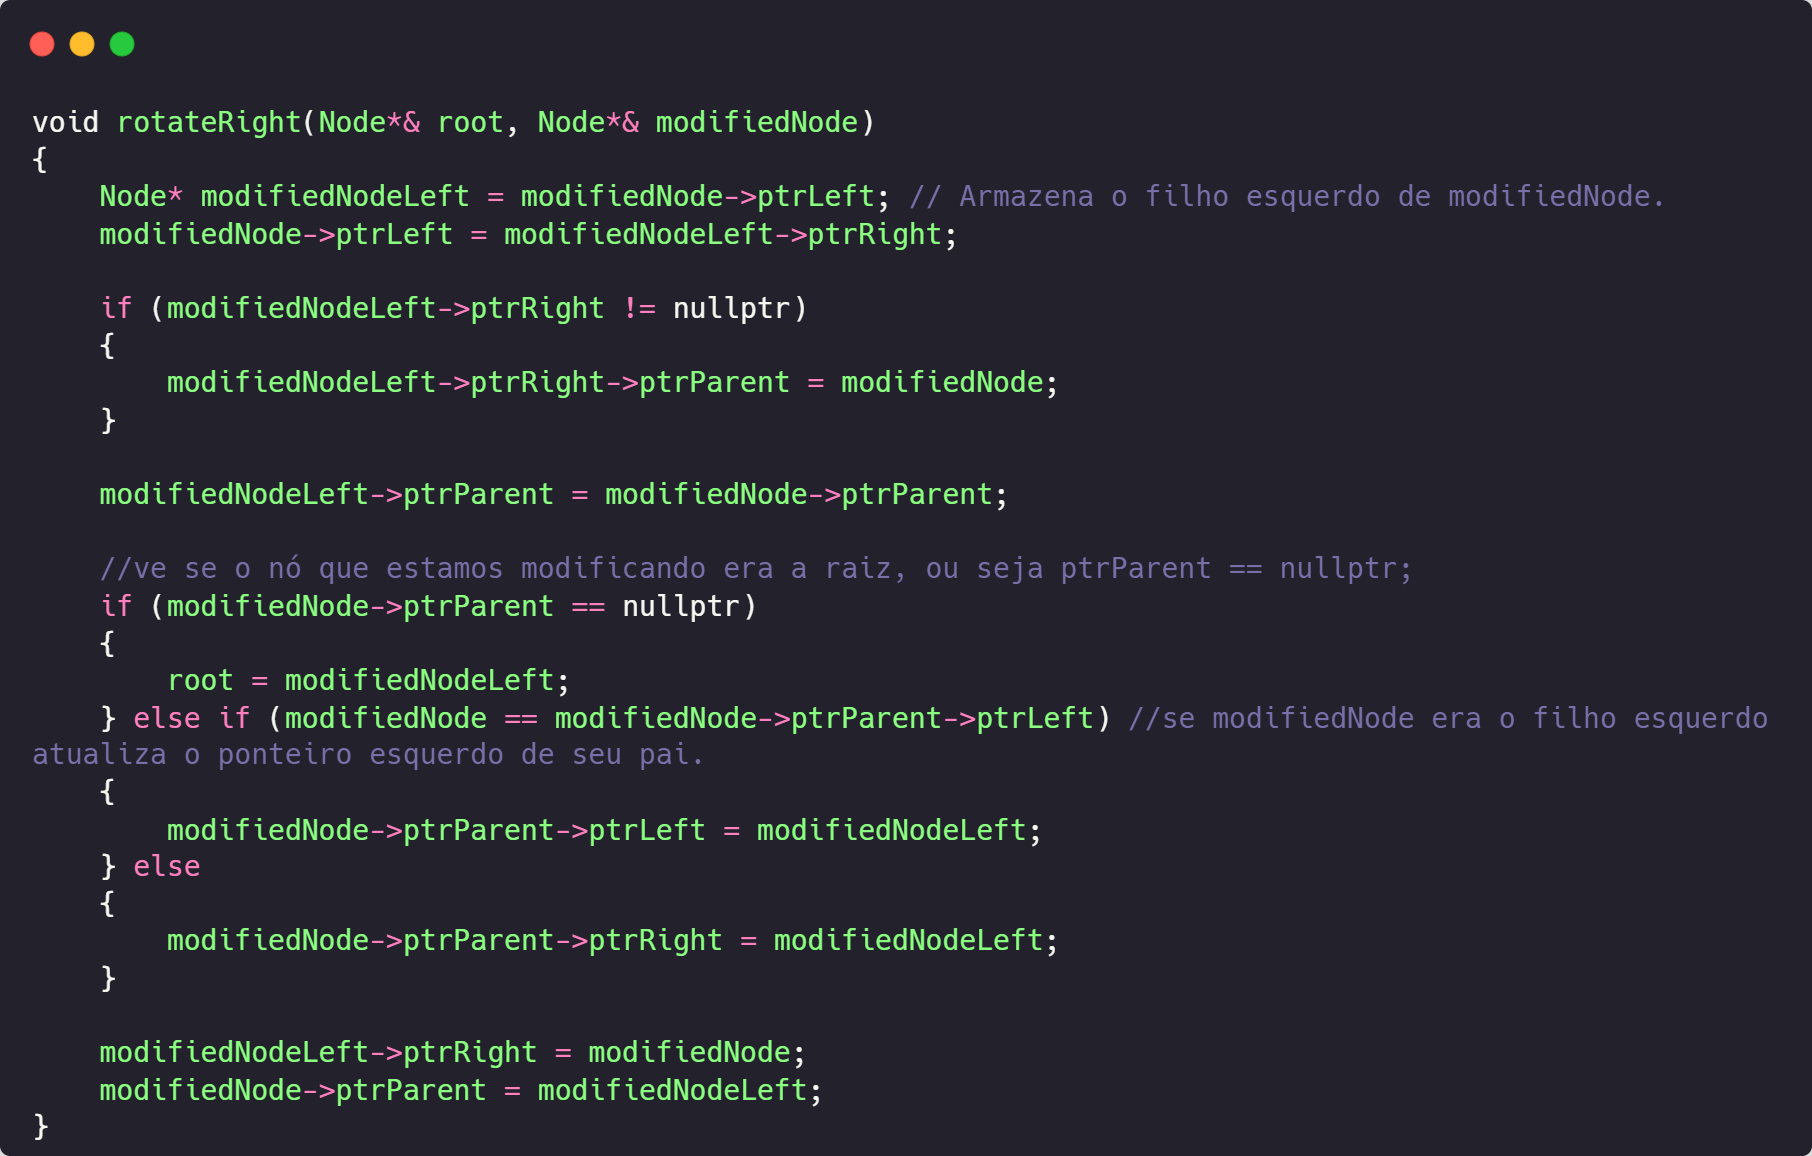 void rotateRight(Node*& root, Node*& modifiedNode)
{
    Node* modifiedNodeLeft = modifiedNode->ptrLeft; // Armazena o filho esquerdo de modifiedNode.
    modifiedNode->ptrLeft = modifiedNodeLeft->ptrRight;

    if (modifiedNodeLeft->ptrRight != nullptr)
    {
        modifiedNodeLeft->ptrRight->ptrParent = modifiedNode;
    }

    modifiedNodeLeft->ptrParent = modifiedNode->ptrParent;

    //ve se o nó que estamos modificando era a raiz, ou seja ptrParent == nullptr;
    if (modifiedNode->ptrParent == nullptr)
    {
        root = modifiedNodeLeft;
    } else if (modifiedNode == modifiedNode->ptrParent->ptrLeft) //se modifiedNode era o filho esquerdo
atualiza o ponteiro esquerdo de seu pai.
    {
        modifiedNode->ptrParent->ptrLeft = modifiedNodeLeft;
    } else
    {
        modifiedNode->ptrParent->ptrRight = modifiedNodeLeft;
    }

    modifiedNodeLeft->ptrRight = modifiedNode;
    modifiedNode->ptrParent = modifiedNodeLeft;
}